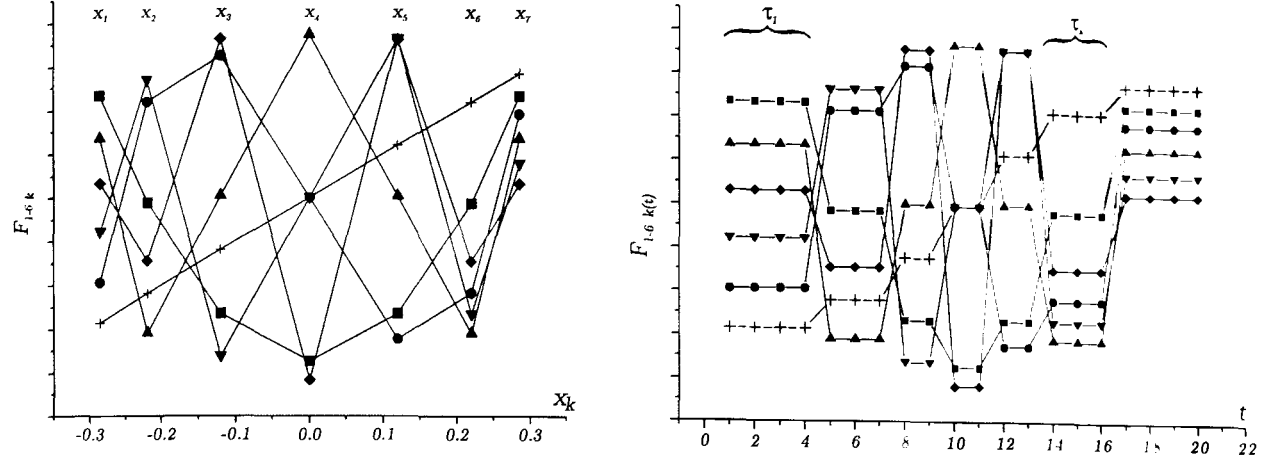 x₁ x₂ x₃ x₄ x₅ x₆ x₇
F₁₋₆ ₖ
xₖ
-0.3 -0.2 -0.1 0.0 0.1 0.2 0.3
τ₁
F₁₋₆ ₖ(t)
t
0 2 4 6 8 10 12 14 16 20 22